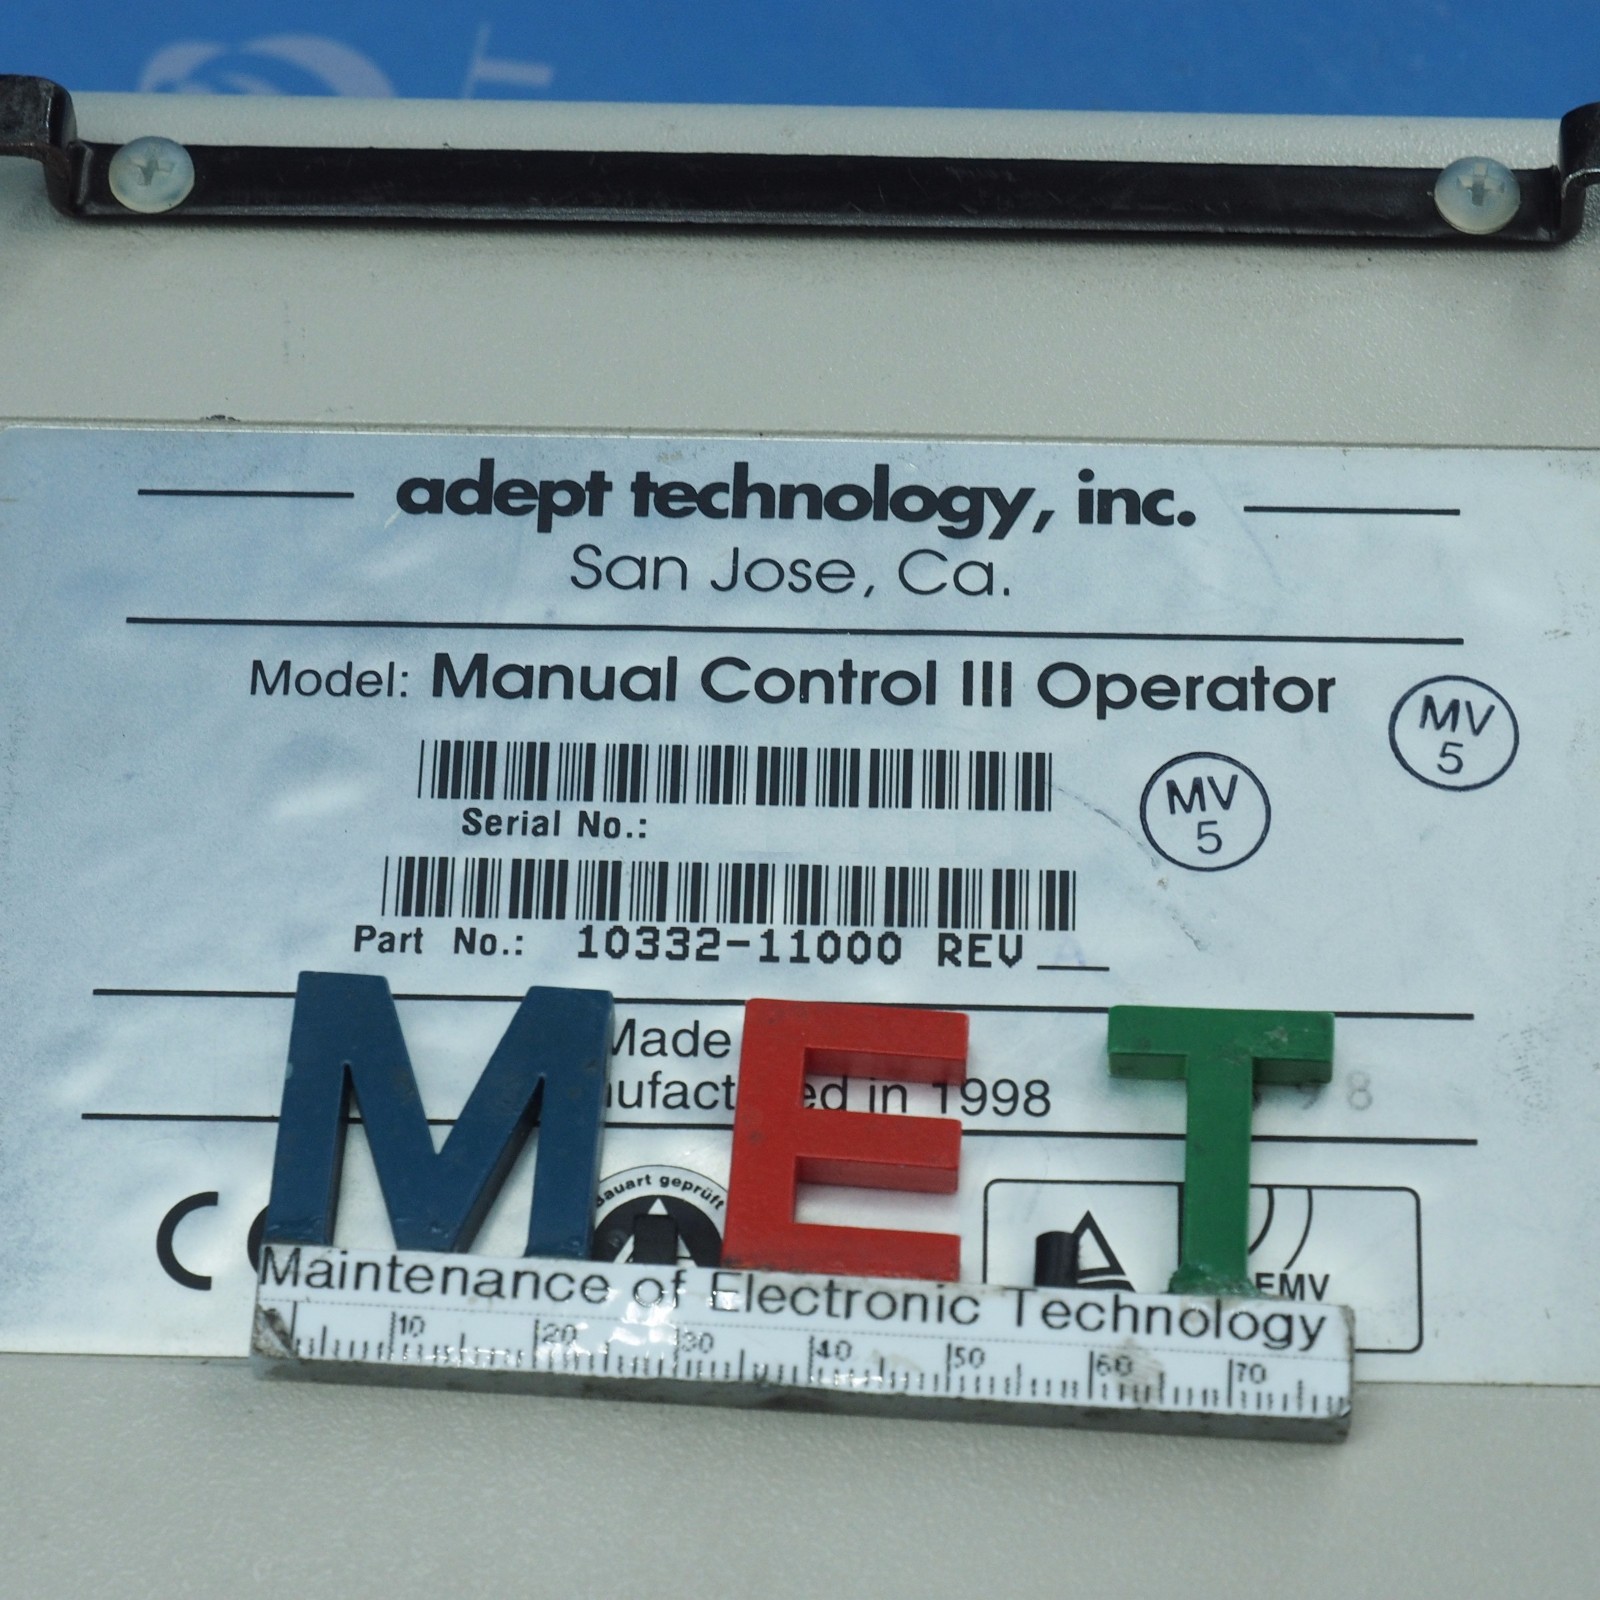 adept technology, inc.
San Jose, Ca.
Model: Manual Control III Operator
MV
5
MV
5
Serial No.:
Part No.: 10332-11000 REV
Made
in 1998
Bauart geprüft
EMV
MET
Maintenance of Electronic Technology
10 20 30 40 50 60 70